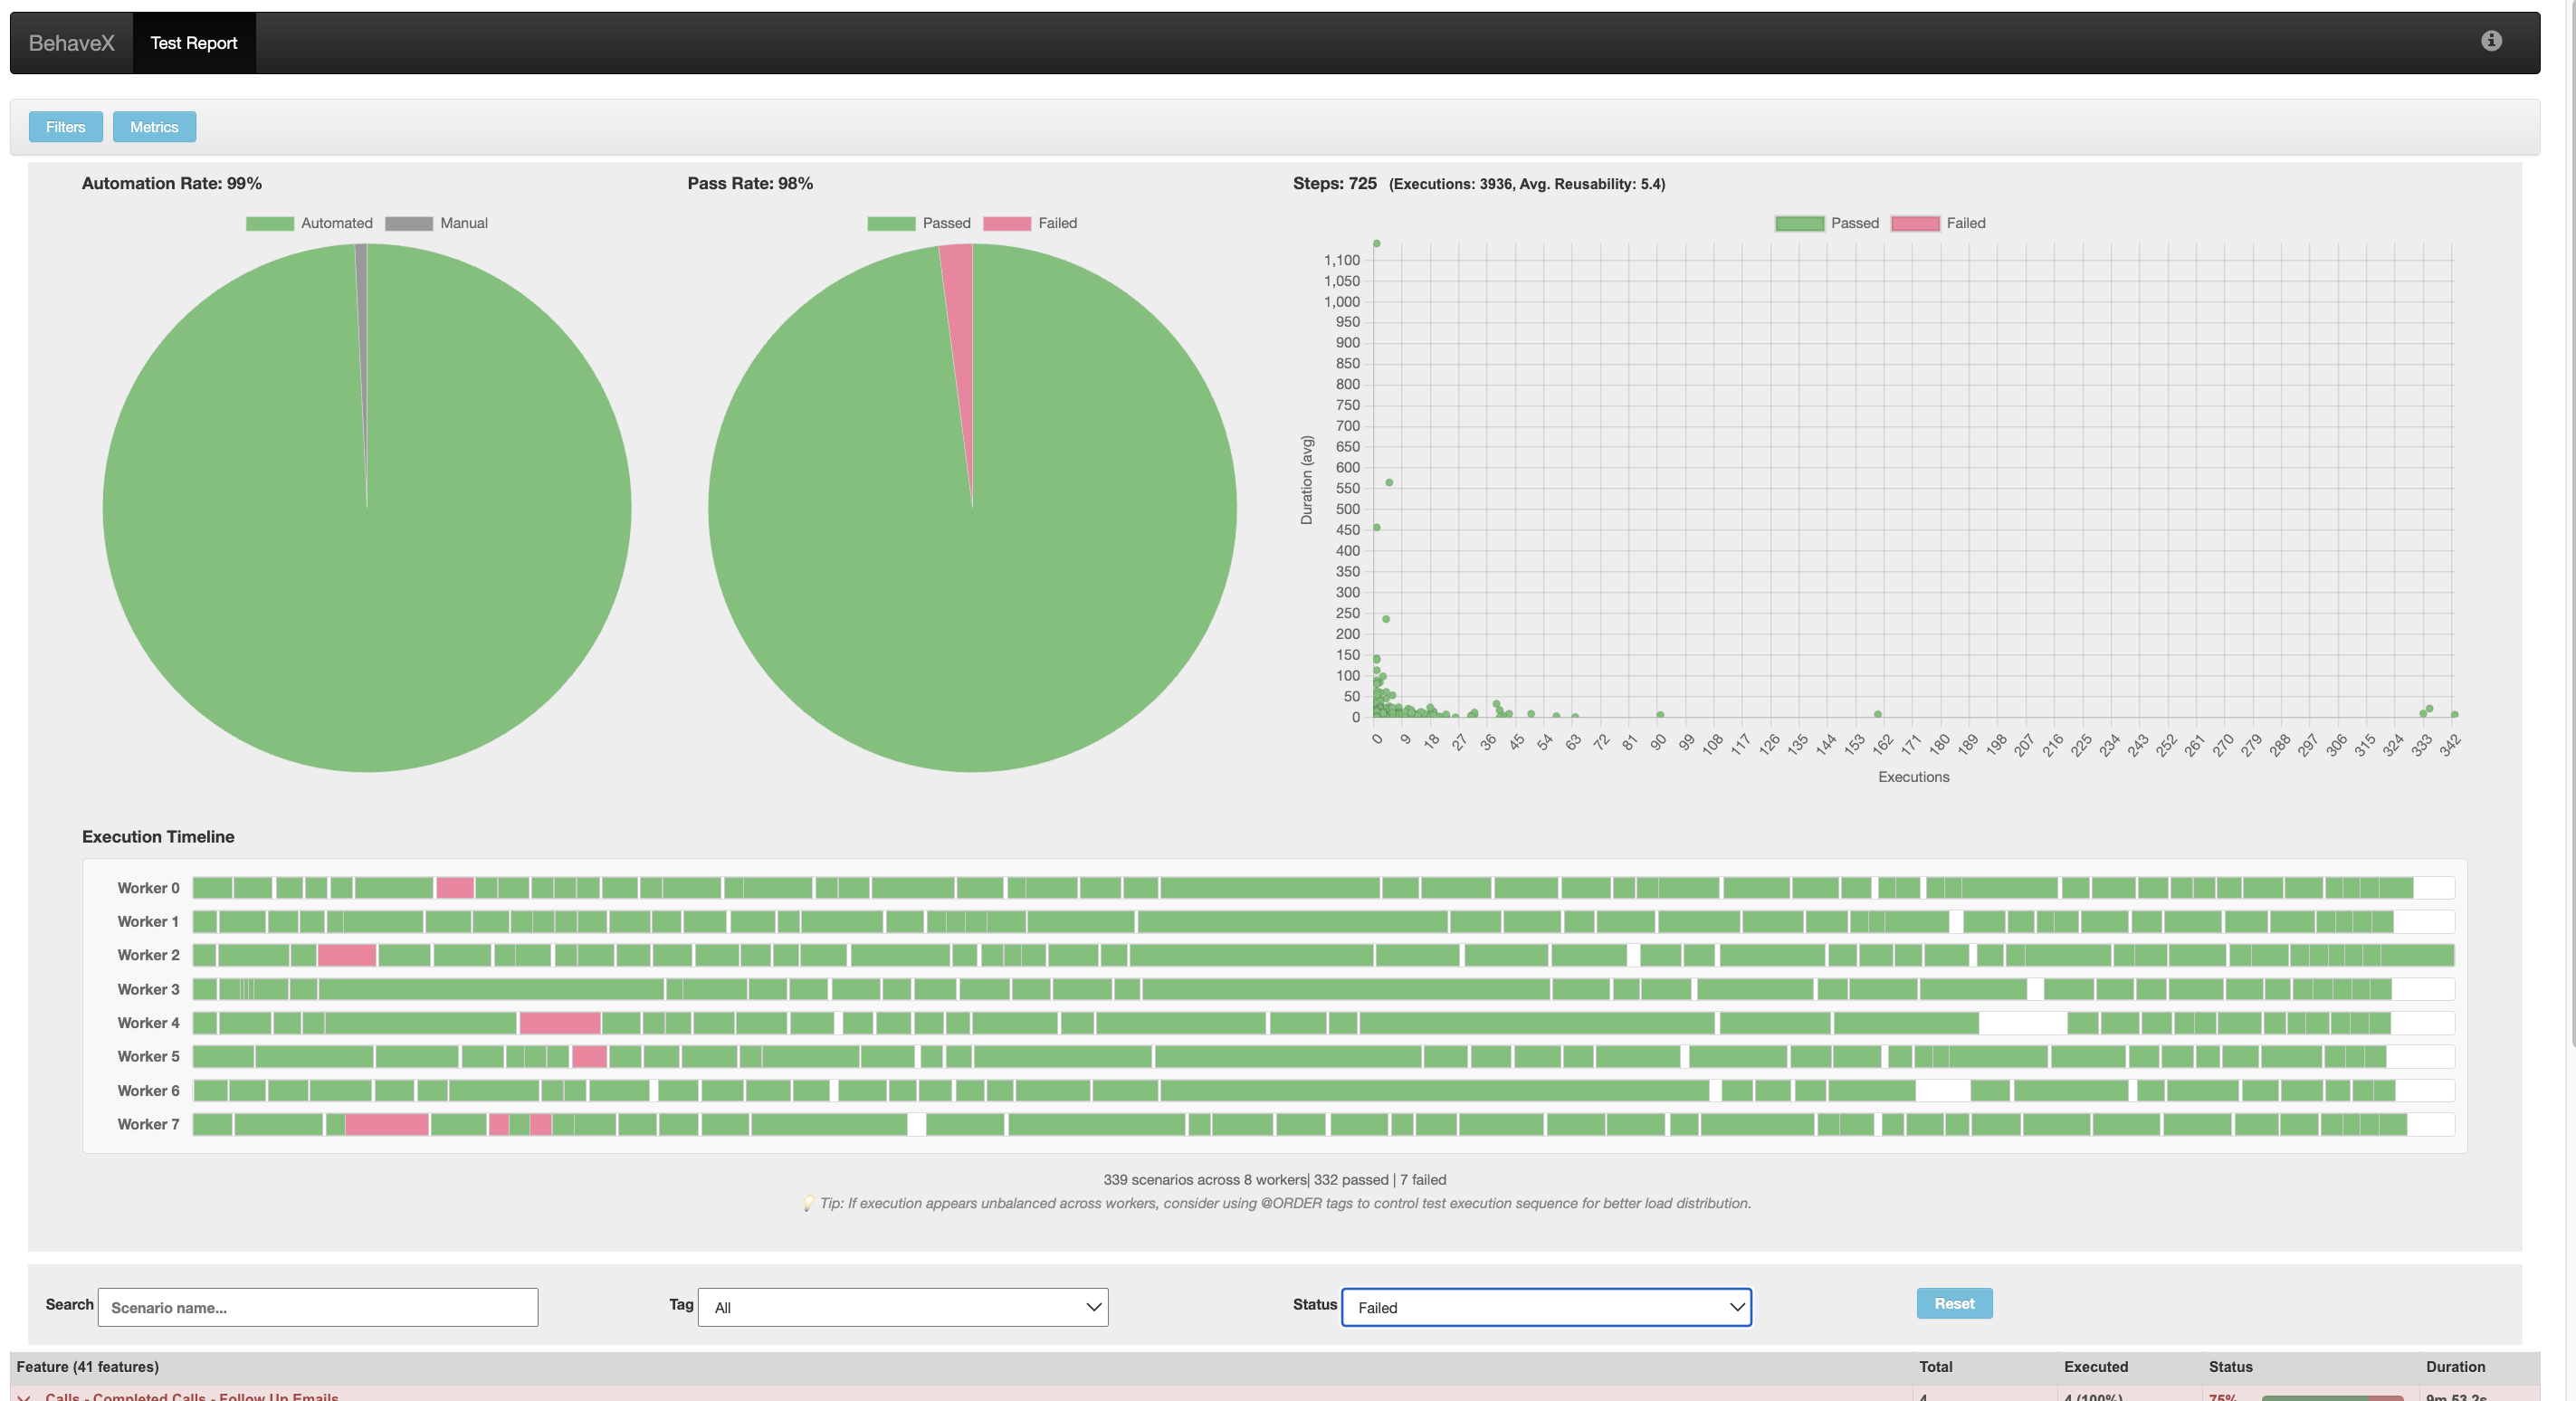 BehaveX Test Report
Filters Metrics
Automation Rate: 99%
Automated Manual
Pass Rate: 98%
Passed Failed
Steps: 725 (Executions: 3936, Avg. Reusability: 5.4)
Passed Failed
1,100
1,050
1,000
950
900
850
800
750
700
650
600
550
500
450
400
350
300
250
200
150
100
50
0
Duration (avg)
0 9 18 27 36 45 54 63 72 81 90 99 108 117 126 135 144 153 162 171 180 189 198 207 216 225 234 243 252 261 270 279 288 297 306 315 324 333 342
Executions
Execution Timeline
Worker 0
Worker 1
Worker 2
Worker 3
Worker 4
Worker 5
Worker 6
Worker 7
339 scenarios across 8 workers| 332 passed | 7 failed
Tip: If execution appears unbalanced across workers, consider using @ORDER tags to control test execution sequence for better load distribution.
Search Scenario name... Tag All Status Failed Reset
Feature (41 features) Total Executed Status Duration
Calls - Completed Calls - Follow Up Emails 4 4 (100%) 75% 9m 53.2s